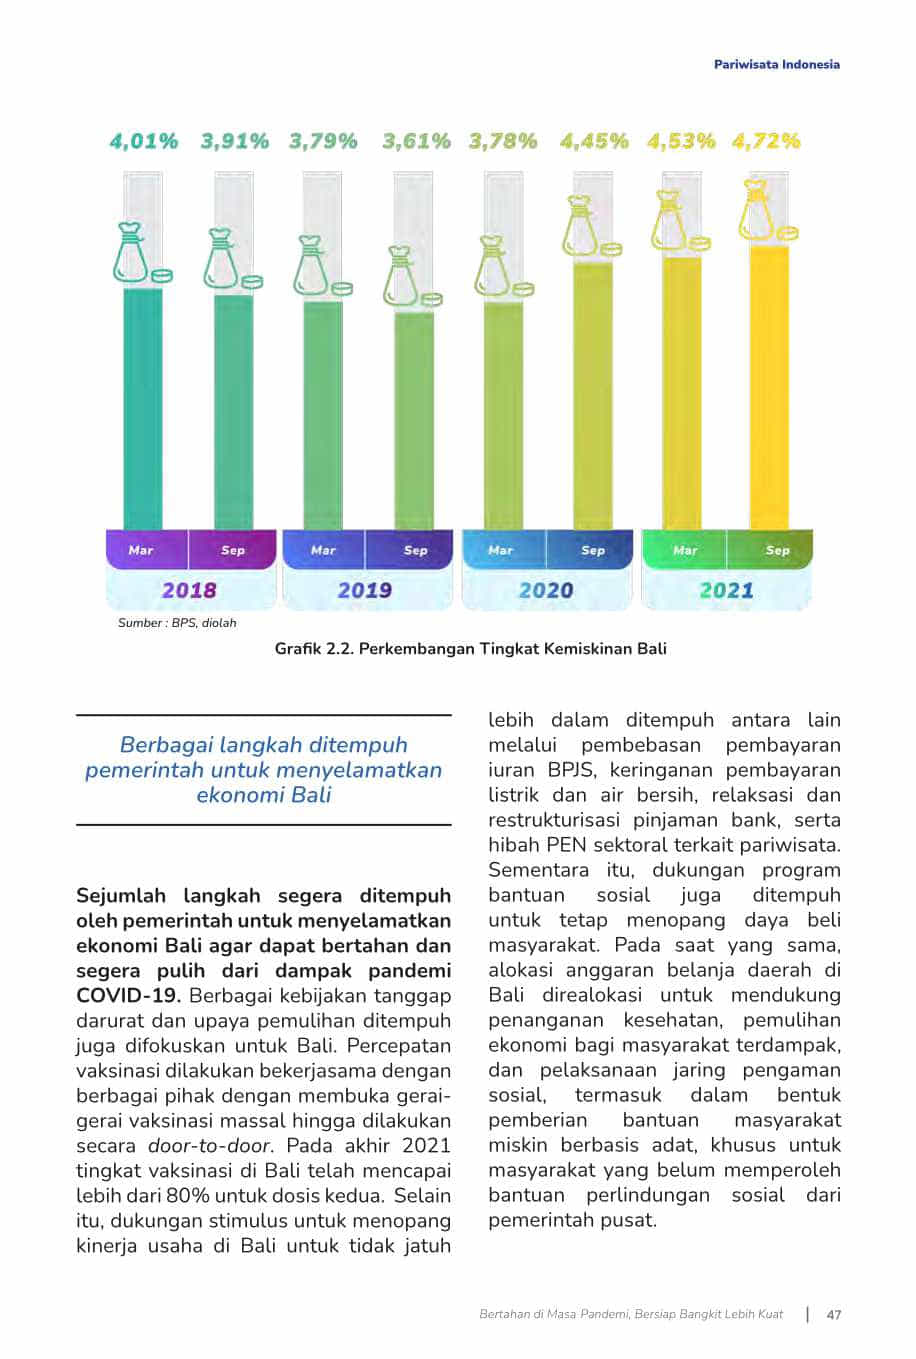 Pariwisata Indonesia
4,01% 3,91% 3,79% 3,61% 3,78% 4,45% 4,53% 4,72%
Mar Sep Mar Sep Mar Sep Mar Sep
2018 2019 2020 2021
Sumber : BPS, diolah
Grafik 2.2. Perkembangan Tingkat Kemiskinan Bali
Berbagai langkah ditempuh
pemerintah untuk menyelamatkan
ekonomi Bali
Sejumlah langkah segera ditempuh
oleh pemerintah untuk menyelamatkan
ekonomi Bali agar dapat bertahan dan
segera pulih dari dampak pandemi
COVID-19. Berbagai kebijakan tanggap
darurat dan upaya pemulihan ditempuh
juga difokuskan untuk Bali. Percepatan
vaksinasi dilakukan bekerjasama dengan
berbagai pihak dengan membuka gerai-
gerai vaksinasi massal hingga dilakukan
secara door-to-door. Pada akhir 2021
tingkat vaksinasi di Bali telah mencapai
lebih dari 80% untuk dosis kedua. Selain
itu, dukungan stimulus untuk menopang
kinerja usaha di Bali untuk tidak jatuh
lebih dalam ditempuh antara lain
melalui pembebasan pembayaran
iuran BPJS, keringanan pembayaran
listrik dan air bersih, relaksasi dan
restrukturisasi pinjaman bank, serta
hibah PEN sektoral terkait pariwisata.
Sementara itu, dukungan program
bantuan sosial juga ditempuh
untuk tetap menopang daya beli
masyarakat. Pada saat yang sama,
alokasi anggaran belanja daerah di
Bali direalokasi untuk mendukung
penanganan kesehatan, pemulihan
ekonomi bagi masyarakat terdampak,
dan pelaksanaan jaring pengaman
sosial, termasuk dalam bentuk
pemberian bantuan masyarakat
miskin berbasis adat, khusus untuk
masyarakat yang belum memperoleh
bantuan perlindungan sosial dari
pemerintah pusat.
Bertahan di Masa Pandemi, Bersiap Bangkit Lebih Kuat | 47